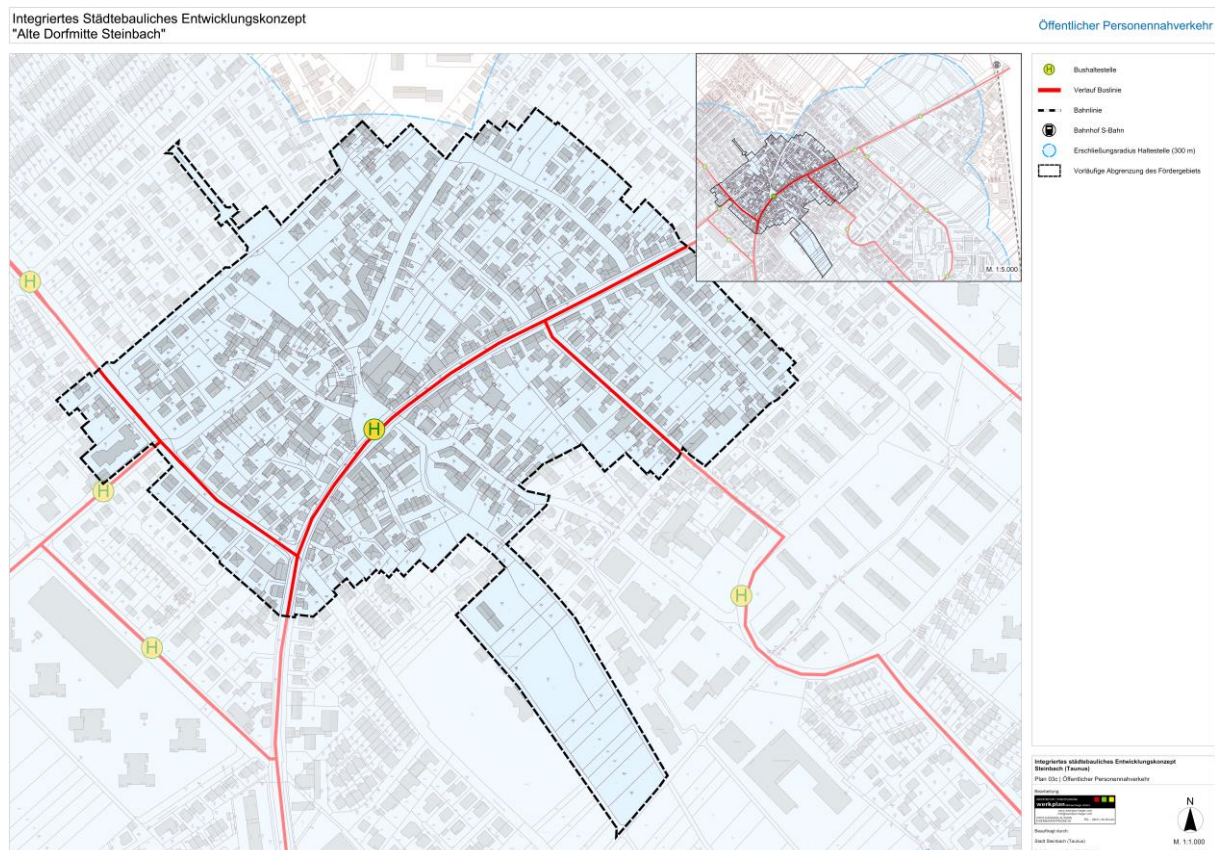 Integriertes Städtebauliches Entwicklungskonzept
"Alte Dorfmitte Steinbach"
Öffentlicher Personennahverkehr
H
Bushaltestelle
Verlauf Buslinie
Bahnlinie
Bahnhof S-Bahn
Erschließungsradius Haltestelle (300 m)
Vorläufige Abgrenzung des Fördergebiets
M. 1:5.000
H
H
H
H
H
Integriertes städtebauliches Entwicklungskonzept
Steinbach (Taunus)
Plan 03c | Öffentlicher Personennahverkehr
Bearbeitung
werkplan
Beauftragt durch:
Stadt Steinbach (Taunus)
N
M. 1:1.000